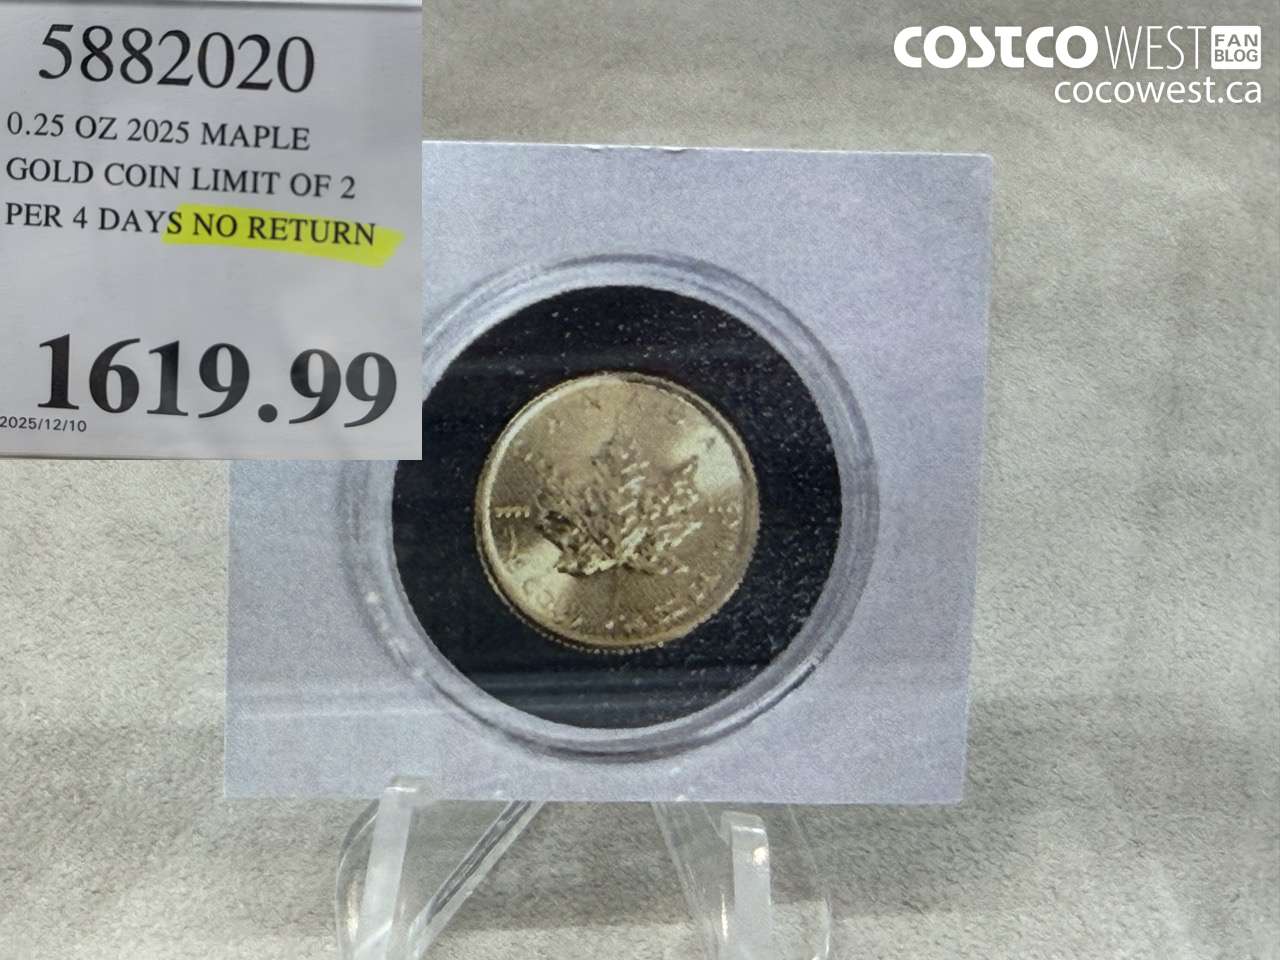 5882020
0.25 OZ 2025 MAPLE
GOLD COIN LIMIT OF 2
PER 4 DAYS NO RETURN
1619.99
2025/12/10
COSTCO WEST FAN BLOG
cocowest.ca
9999